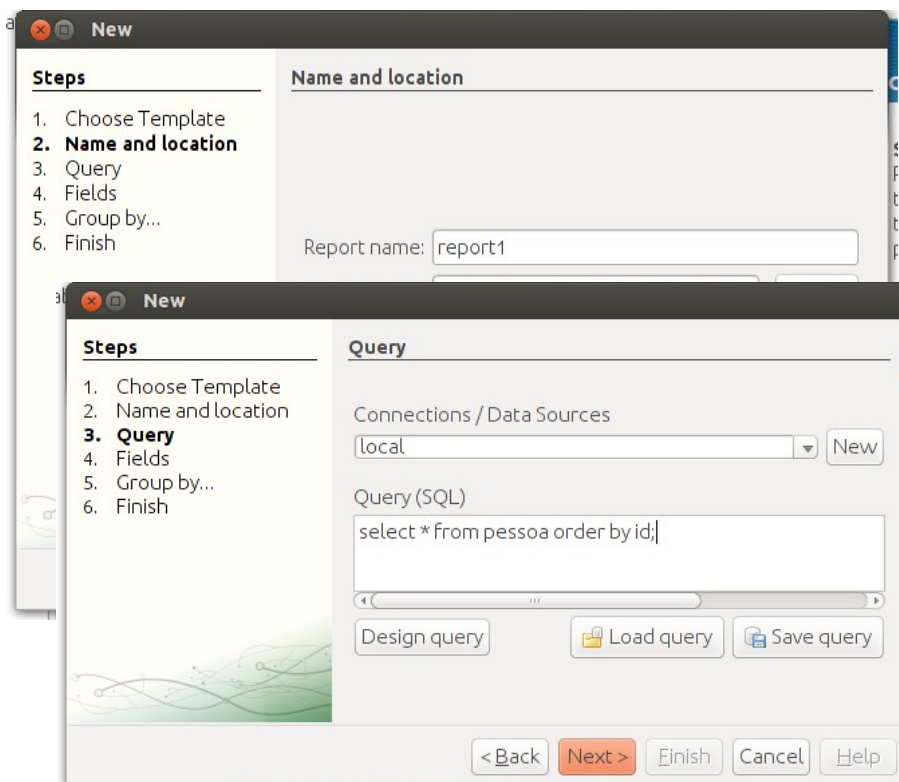 New
Steps
1. Choose Template
2. Name and location
3. Query
4. Fields
5. Group by...
6. Finish
Name and location
Report name: report1
New
Steps
1. Choose Template
2. Name and location
3. Query
4. Fields
5. Group by...
6. Finish
Query
Connections / Data Sources
local New
Query (SQL)
select * from pessoa order by id;
Design query Load query Save query
< Back Next > Finish Cancel Help